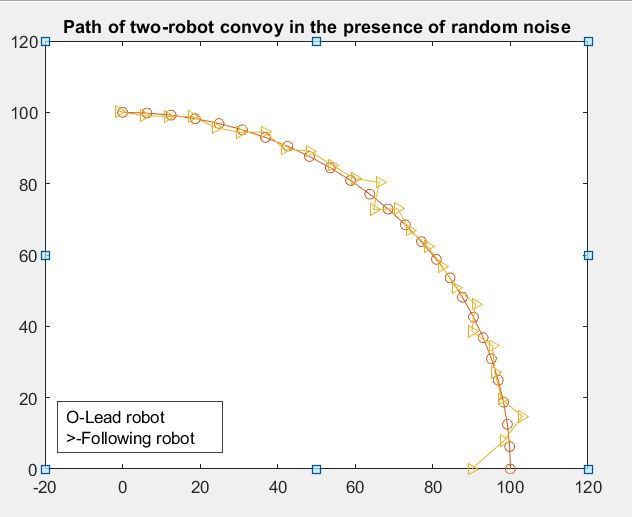 Path of two-robot convoy in the presence of random noise
120
100
80
60
40
20
0
O-Lead robot
>-Following robot
-20 0 20 40 60 80 100 120